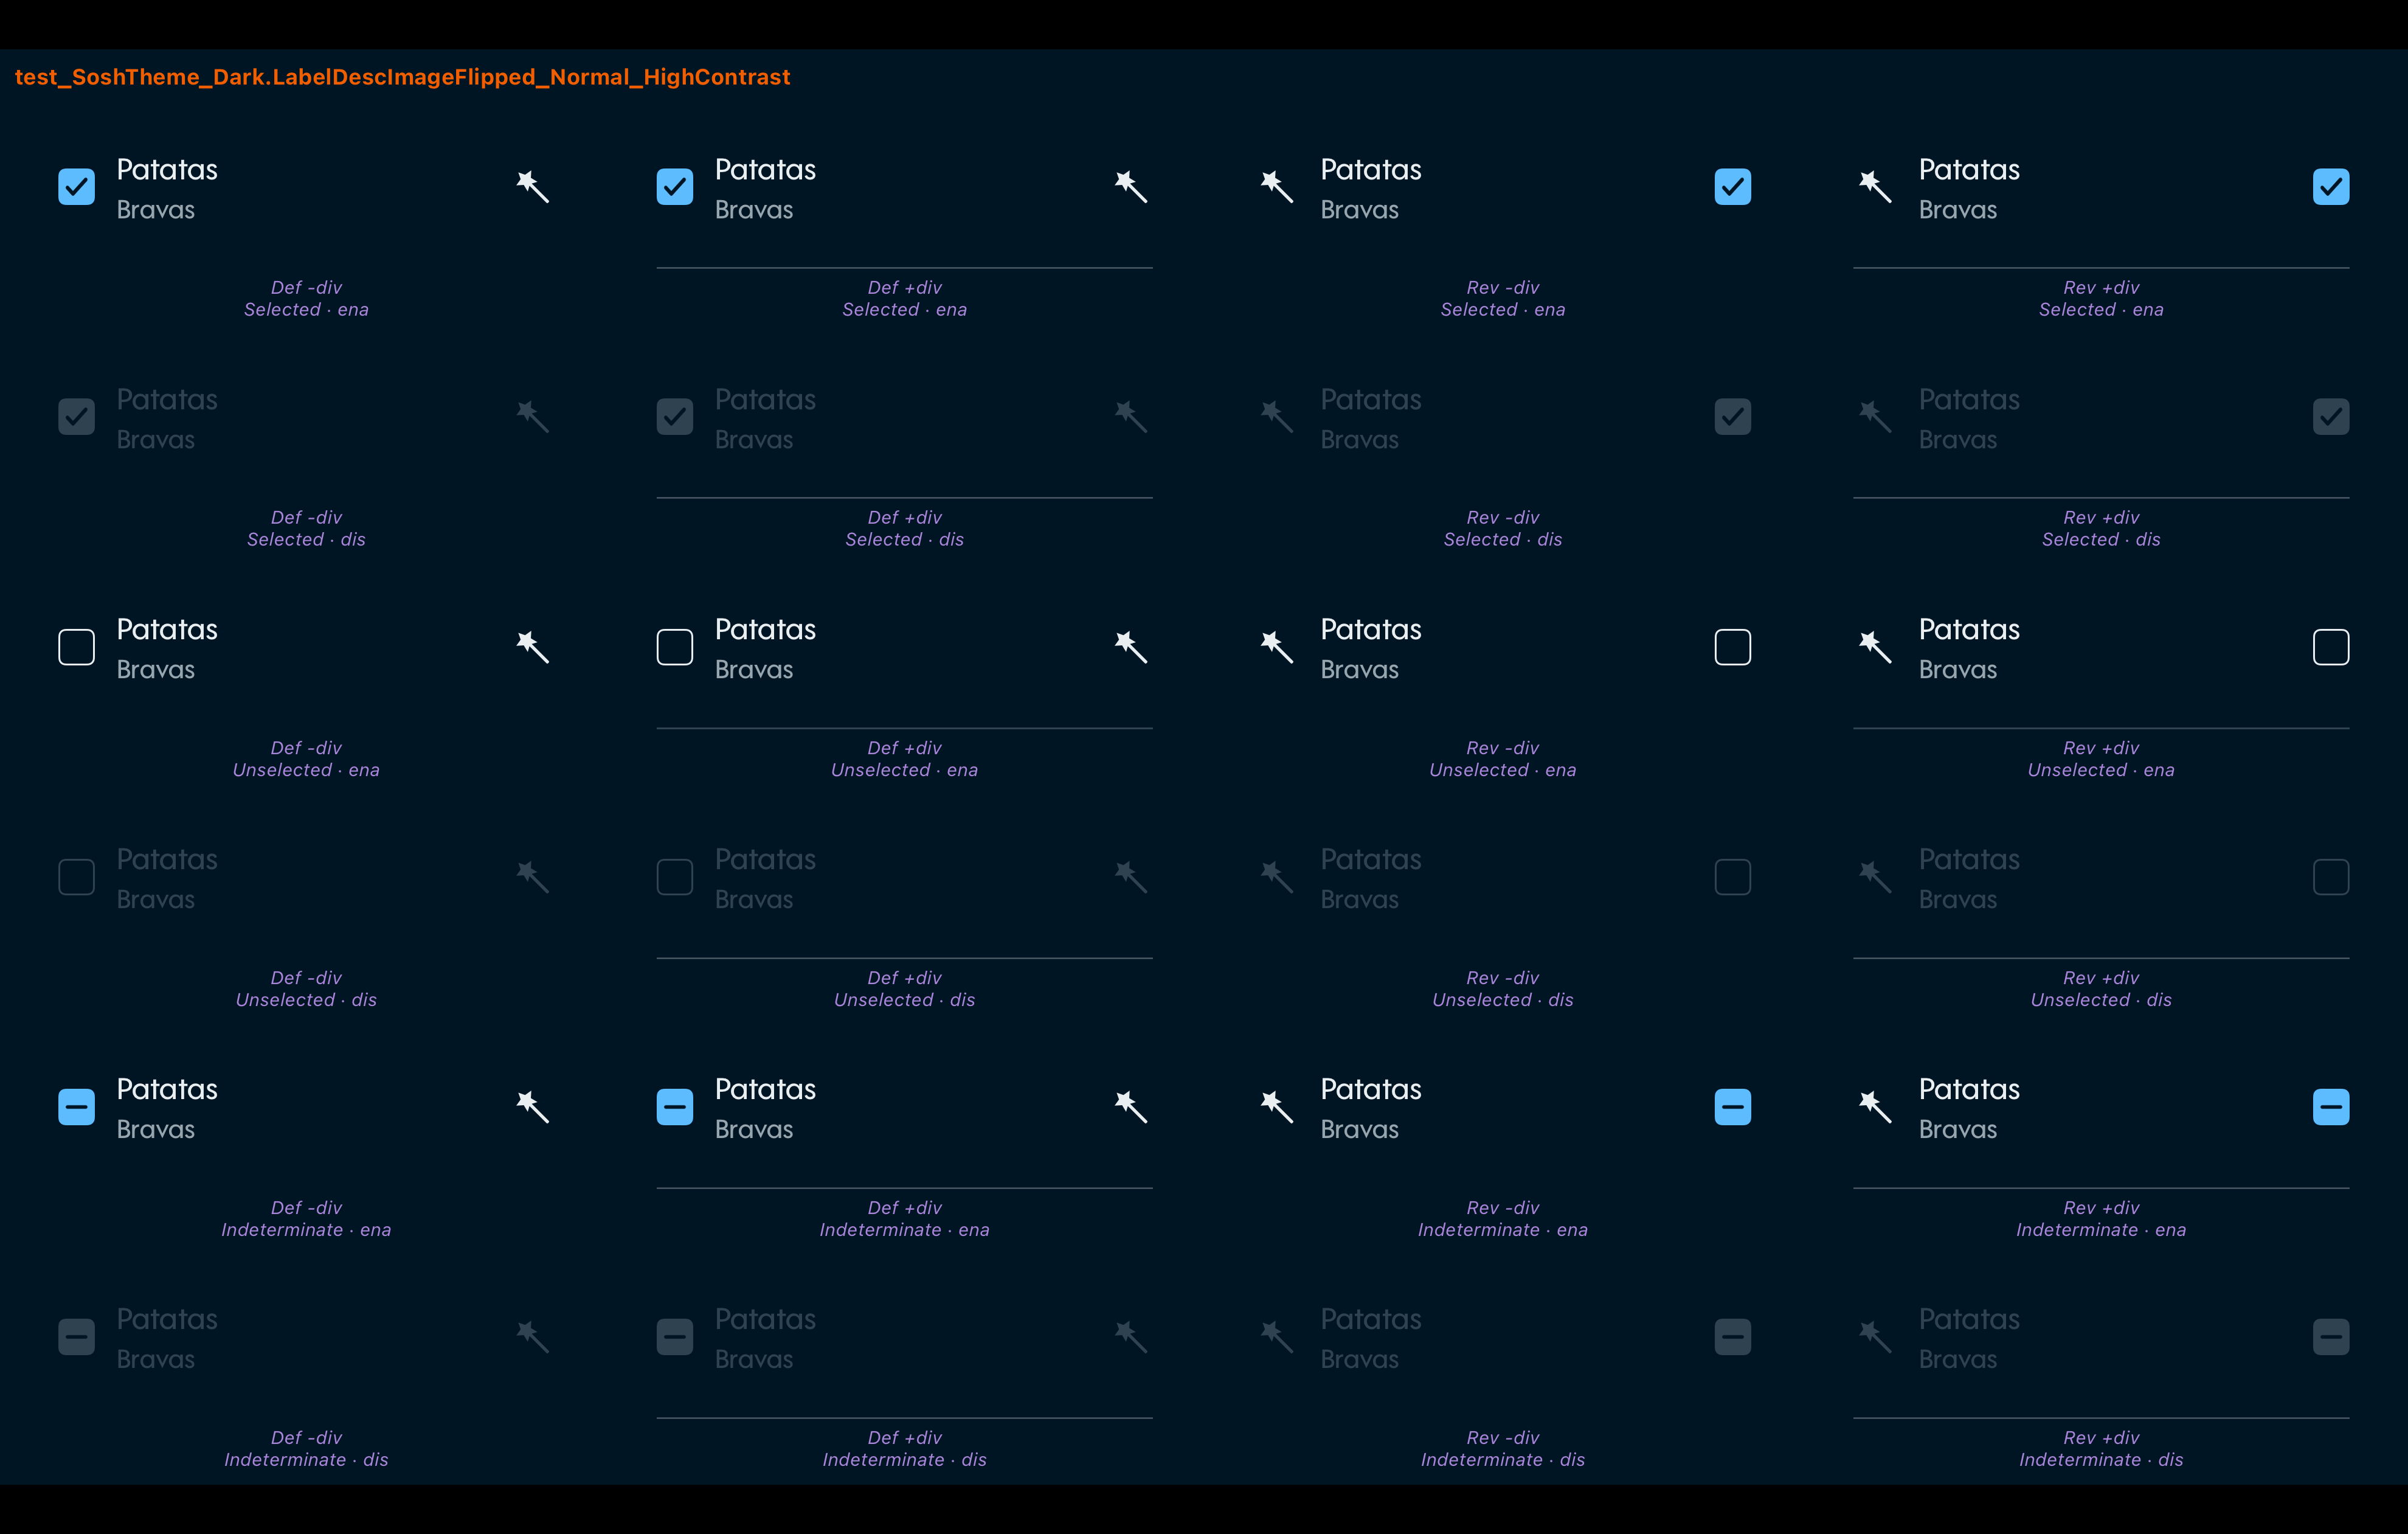 test_SoshTheme_Dark.LabelDescImageFlipped_Normal_HighContrast
Patatas
Bravas
Def -div
Selected · ena
Patatas
Bravas
Def +div
Selected · ena
Patatas
Bravas
Rev -div
Selected · ena
Patatas
Bravas
Rev +div
Selected · ena
Patatas
Bravas
Def -div
Selected · dis
Patatas
Bravas
Def +div
Selected · dis
Patatas
Bravas
Rev -div
Selected · dis
Patatas
Bravas
Rev +div
Selected · dis
Patatas
Bravas
Def -div
Unselected · ena
Patatas
Bravas
Def +div
Unselected · ena
Patatas
Bravas
Rev -div
Unselected · ena
Patatas
Bravas
Rev +div
Unselected · ena
Patatas
Bravas
Def -div
Unselected · dis
Patatas
Bravas
Def +div
Unselected · dis
Patatas
Bravas
Rev -div
Unselected · dis
Patatas
Bravas
Rev +div
Unselected · dis
Patatas
Bravas
Def -div
Indeterminate · ena
Patatas
Bravas
Def +div
Indeterminate · ena
Patatas
Bravas
Rev -div
Indeterminate · ena
Patatas
Bravas
Rev +div
Indeterminate · ena
Patatas
Bravas
Def -div
Indeterminate · dis
Patatas
Bravas
Def +div
Indeterminate · dis
Patatas
Bravas
Rev -div
Indeterminate · dis
Patatas
Bravas
Rev +div
Indeterminate · dis